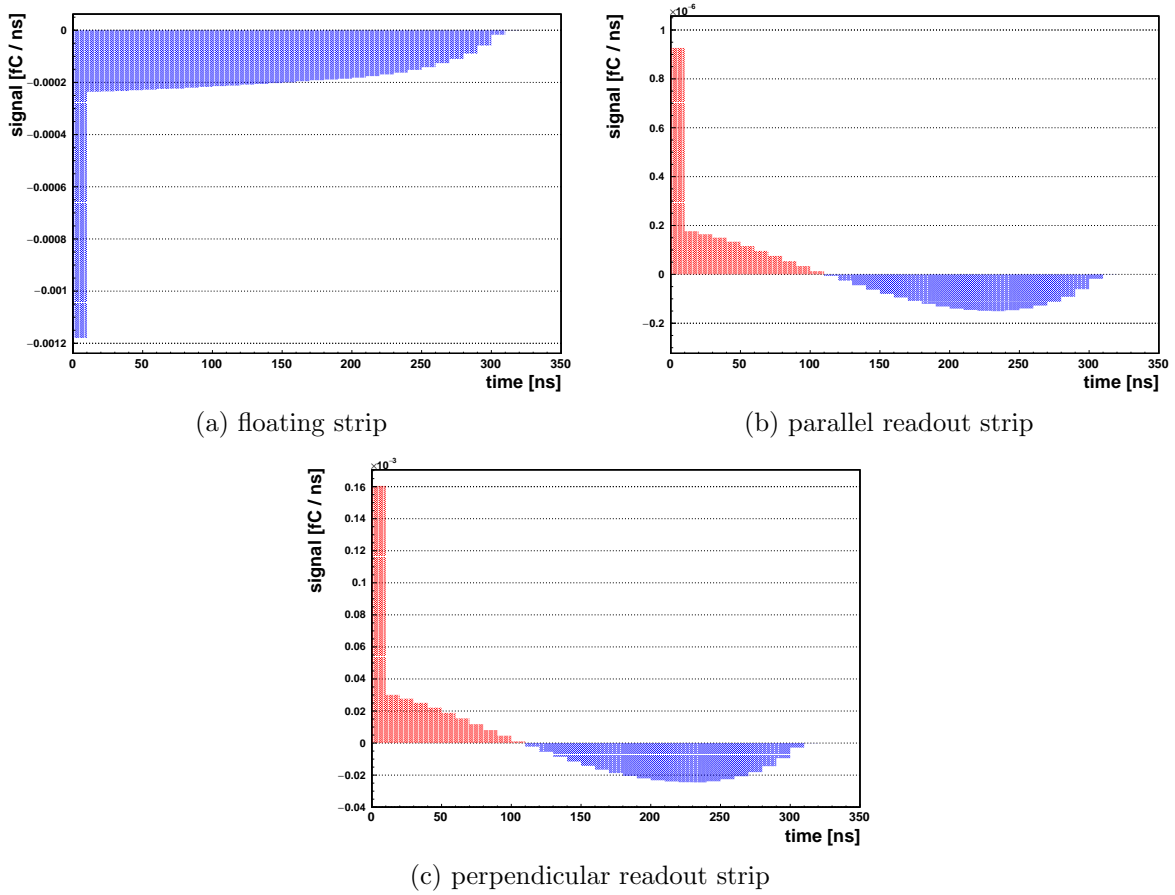 0
−0.0002
−0.0004
−0.0006
−0.0008
−0.001
−0.0012
signal [fC / ns]
0 50 100 150 200 250 300 350
time [ns]
(a) floating strip
×10⁻⁶
1
0.8
0.6
0.4
0.2
0
−0.2
signal [fC / ns]
0 50 100 150 200 250 300 350
time [ns]
(b) parallel readout strip
×10⁻³
0.16
0.14
0.12
0.1
0.08
0.06
0.04
0.02
0
−0.02
−0.04
signal [fC / ns]
0 50 100 150 200 250 300 350
time [ns]
(c) perpendicular readout strip